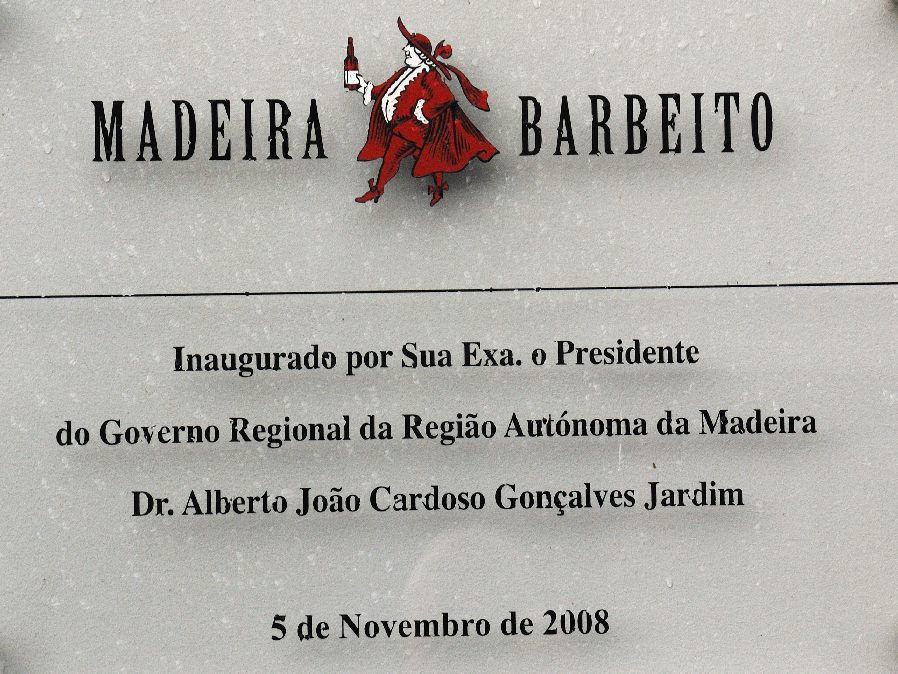 MADEIRA BARBEITO
Inaugurado por Sua Exa. o Presidente
do Governo Regional da Região Autónoma da Madeira
Dr. Alberto João Cardoso Gonçalves Jardim
5 de Novembro de 2008